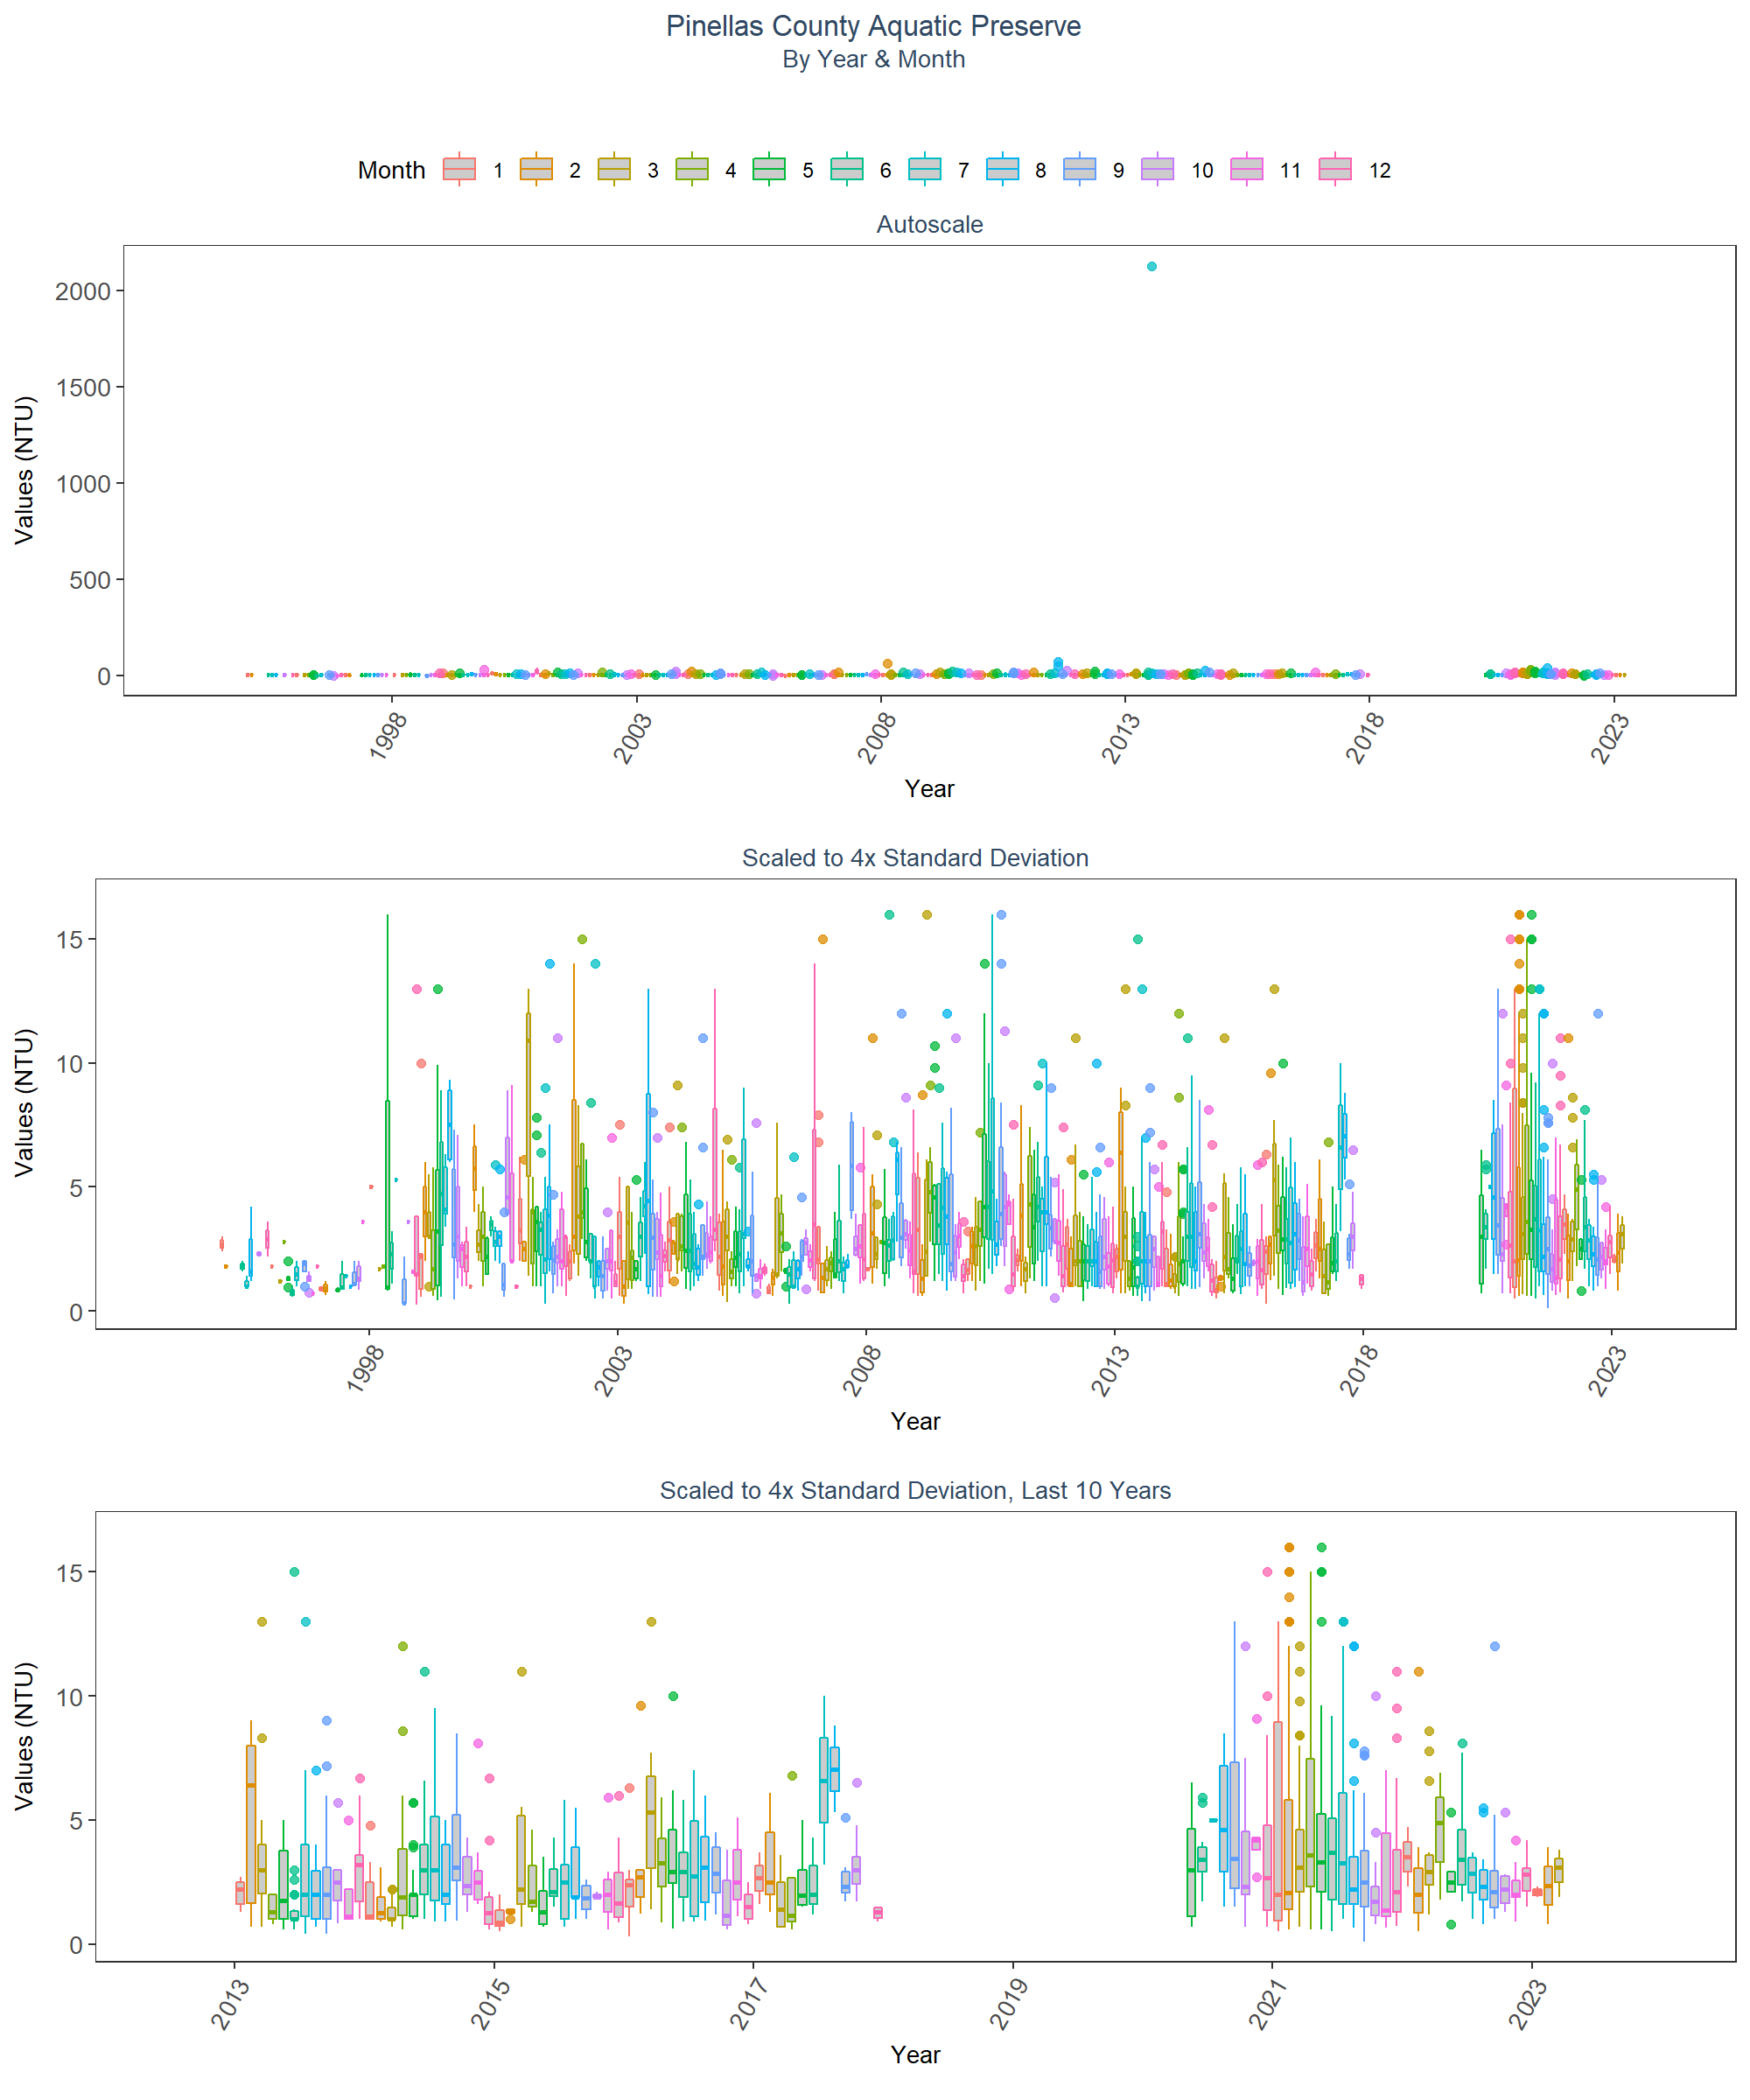 Pinellas County Aquatic Preserve
By Year & Month
Month 1 2 3 4 5 6 7 8 9 10 11 12
Autoscale
Values (NTU)
2000
1500
1000
500
0
1998 2003 2008 2013 2018 2023
Year
Scaled to 4x Standard Deviation
Values (NTU)
15
10
5
0
1998 2003 2008 2013 2018 2023
Year
Scaled to 4x Standard Deviation, Last 10 Years
Values (NTU)
15
10
5
0
2013 2015 2017 2019 2021 2023
Year